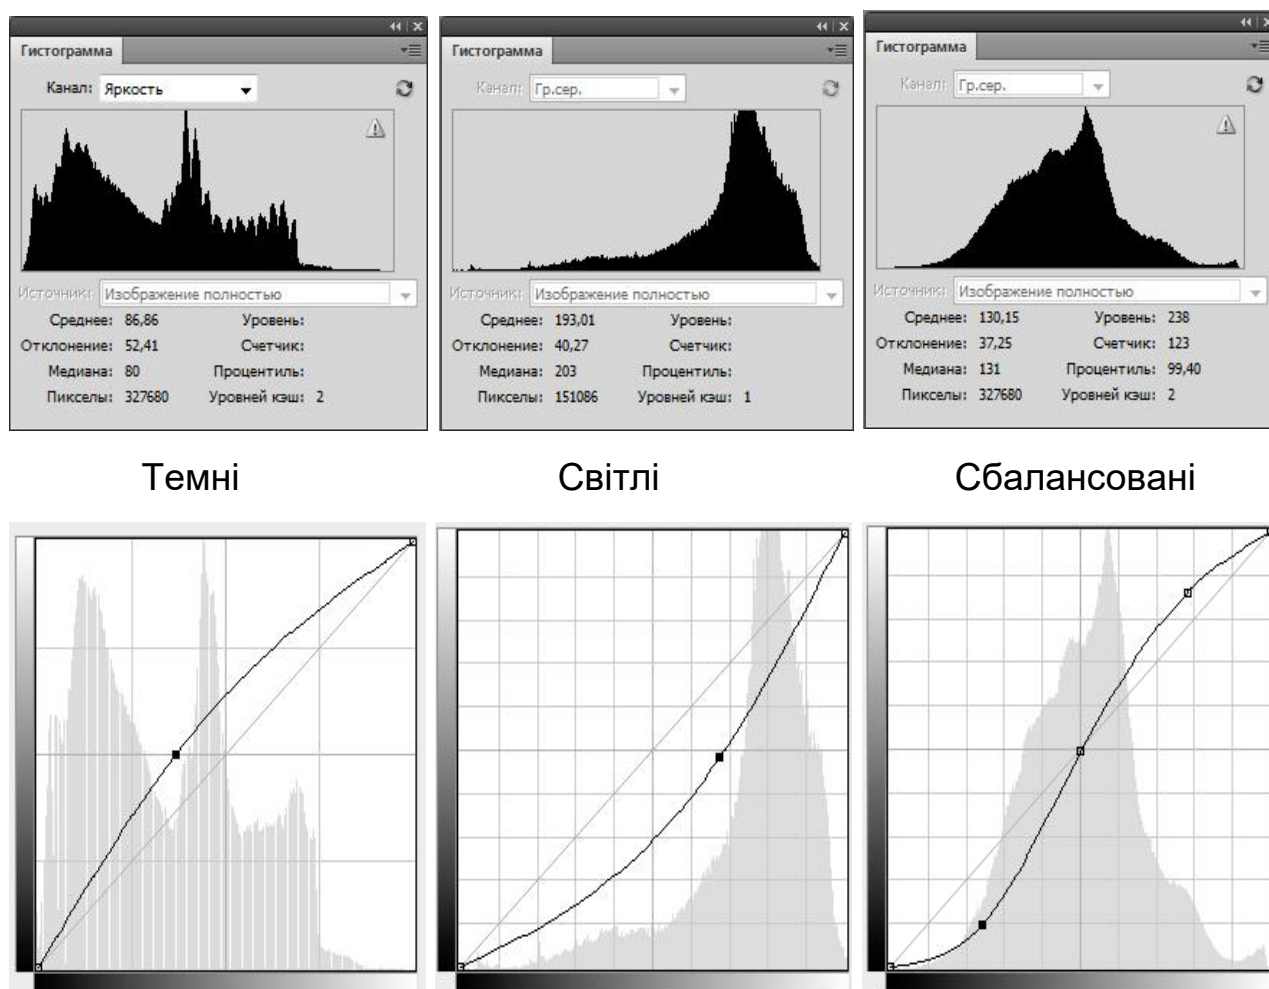 Гистограмма
Канал: Яркость
Источник: Изображение полностью
Среднее: 86,86 Уровень:
Отклонение: 52,41 Счетчик:
Медиана: 80 Процентиль:
Пикселы: 327680 Уровней кэш: 2
Гистограмма
Канал: Гр.сер.
Источник: Изображение полностью
Среднее: 193,01 Уровень:
Отклонение: 40,27 Счетчик:
Медиана: 203 Процентиль:
Пикселы: 151086 Уровней кэш: 1
Гистограмма
Канал: Гр.сер.
Источник: Изображение полностью
Среднее: 130,15 Уровень: 238
Отклонение: 37,25 Счетчик: 123
Медиана: 131 Процентиль: 99,40
Пикселы: 327680 Уровней кэш: 2
Темні
Світлі
Сбалансовані